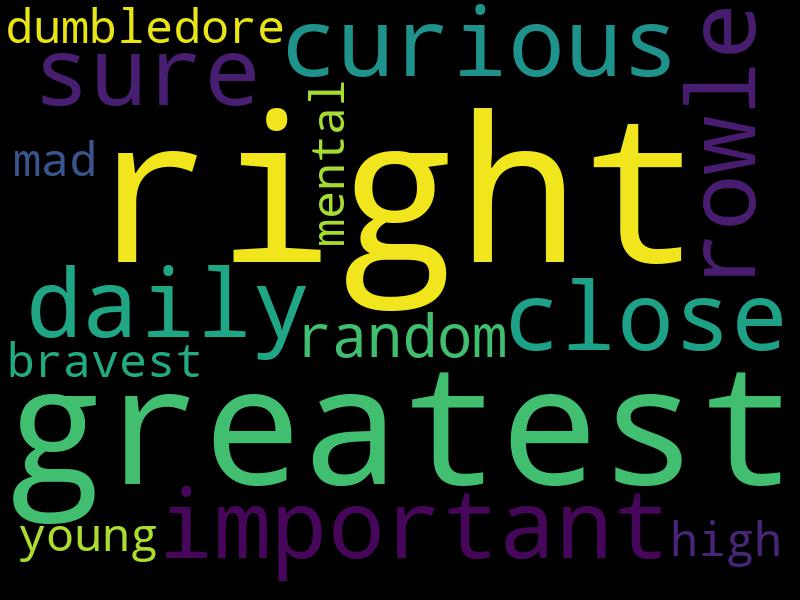 dumbledore
curious
sure
rowle
mental
mad
right
daily
close
random
bravest
greatest
important
young
high